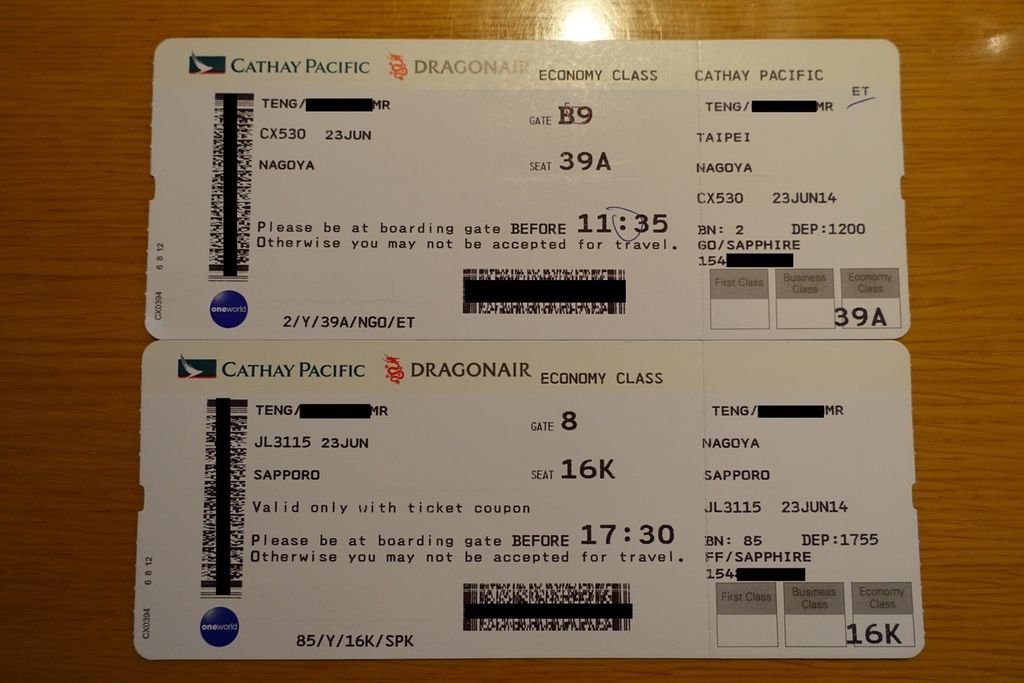 CATHAY PACIFIC DRAGONAIR ECONOMY CLASS CATHAY PACIFIC
ET
TENG/ MR GATE B9 TENG/ MR
CX530 23JUN TAIPEI
NAGOYA SEAT 39A NAGOYA
CX530 23JUN14
Please be at boarding gate BEFORE 11:35 BN: 2 DEP:1200
Otherwise you may not be accepted for travel. GO/SAPPHIRE
154
First Class Business Class Economy Class
39A
oneworld
2/Y/39A/NGO/ET
CX0394 6 8 12
CATHAY PACIFIC DRAGONAIR ECONOMY CLASS
TENG/ MR GATE 8 TENG/ MR
JL3115 23JUN NAGOYA
SAPPORO SEAT 16K SAPPORO
Valid only with ticket coupon JL3115 23JUN14
Please be at boarding gate BEFORE 17:30 BN: 85 DEP:1755
Otherwise you may not be accepted for travel. FF/SAPPHIRE
154
First Class Business Class Economy Class
16K
oneworld
85/Y/16K/SPK
CX0394 6 8 12